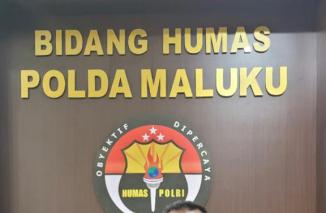 BIDANG HUMAS
POLDA MALUKU
OBYEKTIF DIPERCAYA
HUMAS POLRI